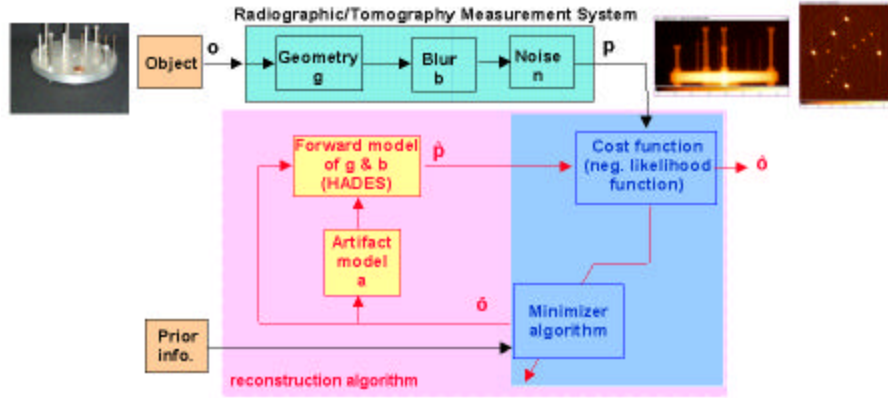 Radiographic/Tomography Measurement System
Object
o
Geometry
g
Blur
b
Noise
n
p
Forward model
of g & b
(HADES)
p̂
Cost function
(neg. likelihood
function)
ô
Artifact
model
a
ô
Minimizer
algorithm
Prior
info.
reconstruction algorithm